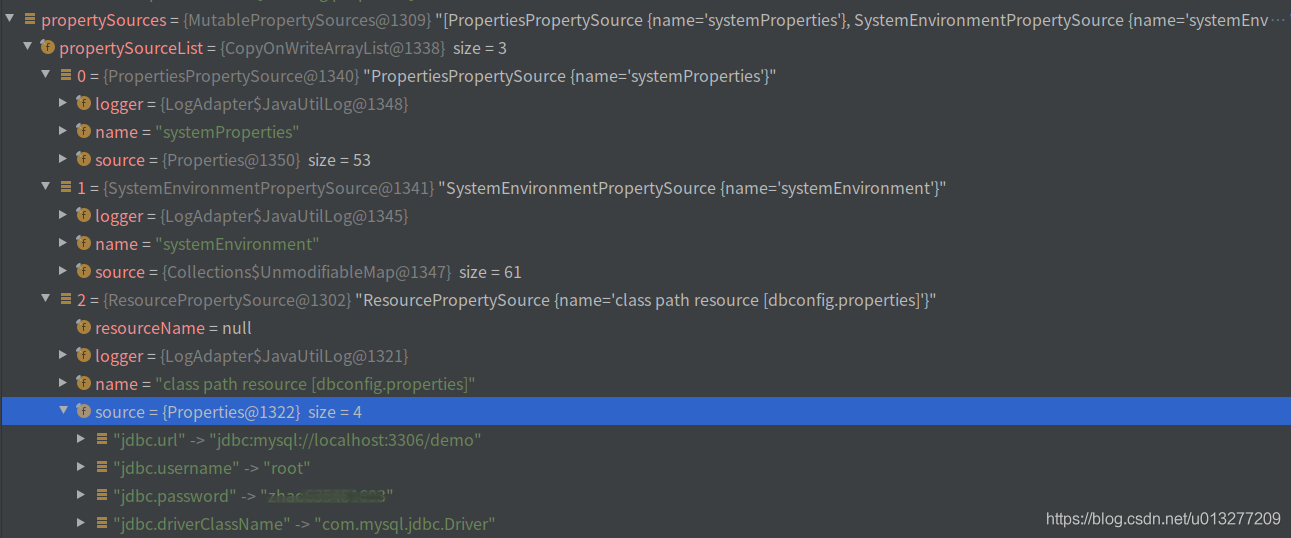 propertySources = {MutablePropertySources@1309} "[PropertiesPropertySource {name='systemProperties'}, SystemEnvironmentPropertySource {name='systemEnv ...
propertySourceList = {CopyOnWriteArrayList@1338} size = 3
0 = {PropertiesPropertySource@1340} "PropertiesPropertySource {name='systemProperties'}"
logger = {LogAdapter$JavaUtilLog@1348}
name = "systemProperties"
source = {Properties@1350} size = 53
1 = {SystemEnvironmentPropertySource@1341} "SystemEnvironmentPropertySource {name='systemEnvironment'}"
logger = {LogAdapter$JavaUtilLog@1345}
name = "systemEnvironment"
source = {Collections$UnmodifiableMap@1347} size = 61
2 = {ResourcePropertySource@1302} "ResourcePropertySource {name='class path resource [dbconfig.properties]'}"
resourceName = null
logger = {LogAdapter$JavaUtilLog@1321}
name = "class path resource [dbconfig.properties]"
source = {Properties@1322} size = 4
"jdbc.url" -> "jdbc:mysql://localhost:3306/demo"
"jdbc.username" -> "root"
"jdbc.password" -> "
"jdbc.driverClassName" -> "com.mysql.jdbc.Driver"
https://blog.csdn.net/u013277209